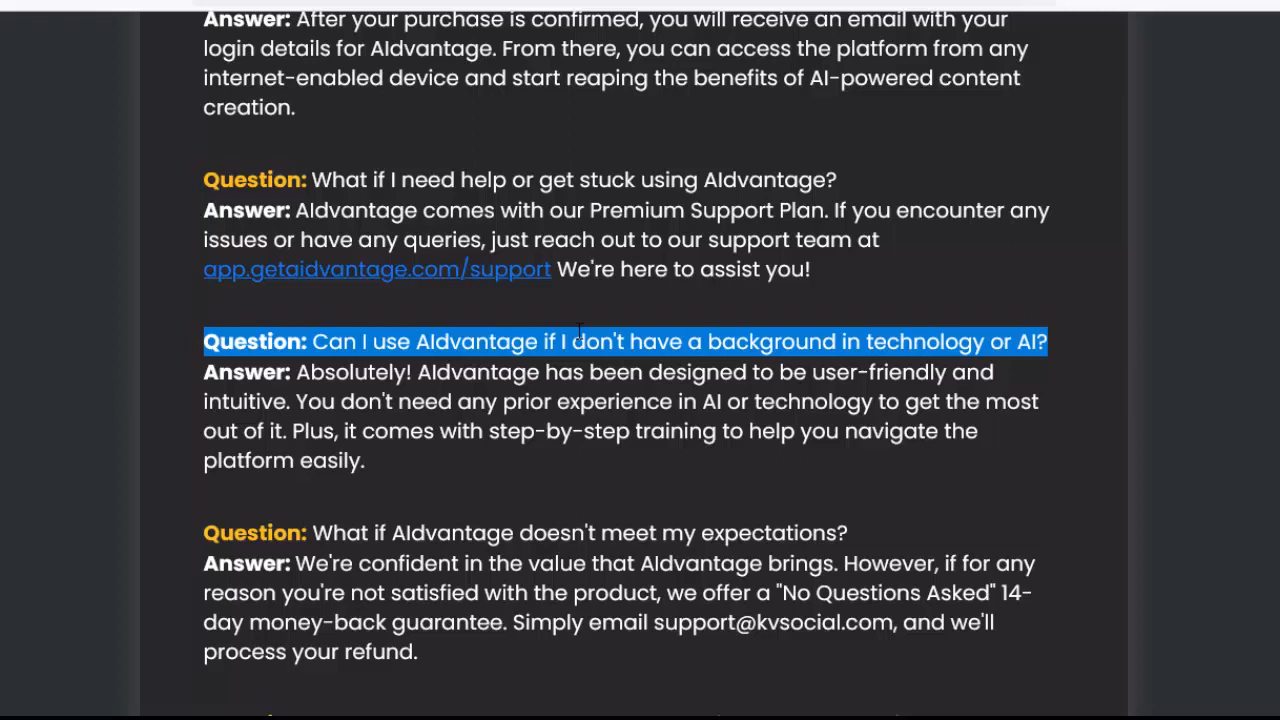 Answer: After your purchase is confirmed, you will receive an email with your
login details for AIdvantage. From there, you can access the platform from any
internet-enabled device and start reaping the benefits of AI-powered content
creation.
Question: What if I need help or get stuck using AIdvantage?
Answer: AIdvantage comes with our Premium Support Plan. If you encounter any
issues or have any queries, just reach out to our support team at
app.getaidvantage.com/support We're here to assist you!
Question: Can I use AIdvantage if I don't have a background in technology or AI?
Answer: Absolutely! AIdvantage has been designed to be user-friendly and
intuitive. You don't need any prior experience in AI or technology to get the most
out of it. Plus, it comes with step-by-step training to help you navigate the
platform easily.
Question: What if AIdvantage doesn't meet my expectations?
Answer: We're confident in the value that AIdvantage brings. However, if for any
reason you're not satisfied with the product, we offer a "No Questions Asked" 14-
day money-back guarantee. Simply email support@kvsocial.com, and we'll
process your refund.